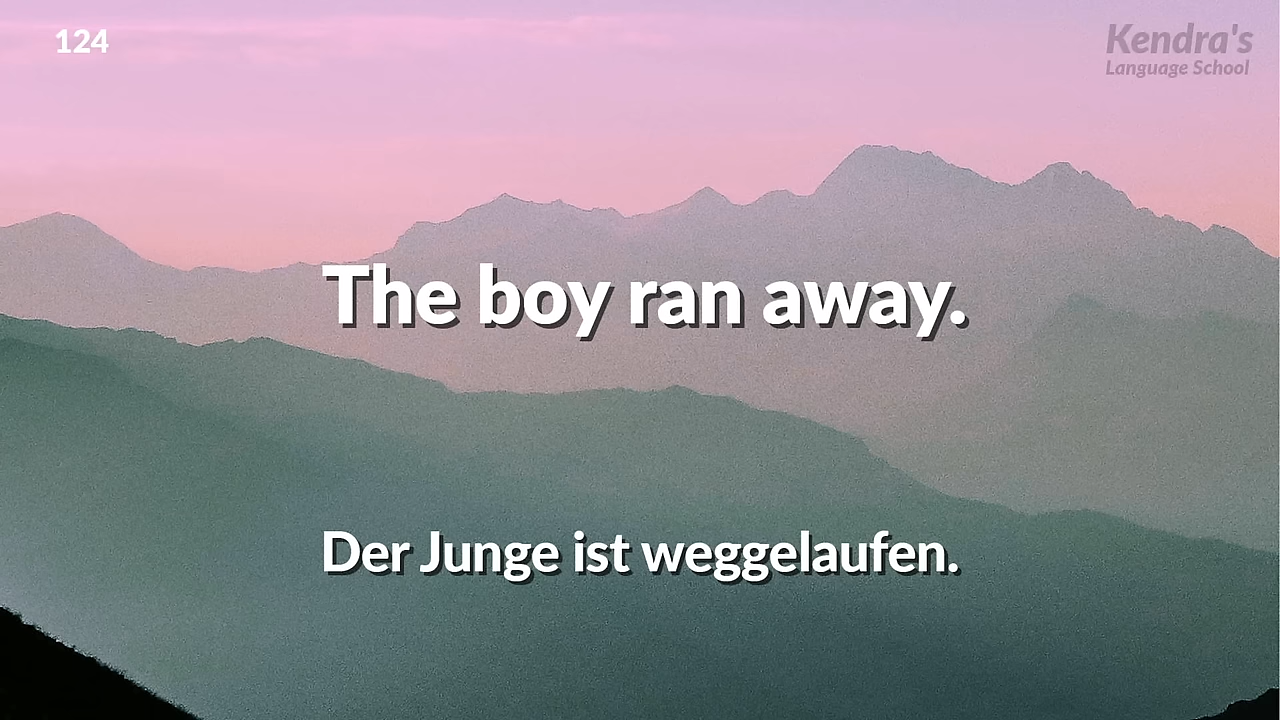 124
Kendra's
Language School
The boy ran away.
Der Junge ist weggelaufen.